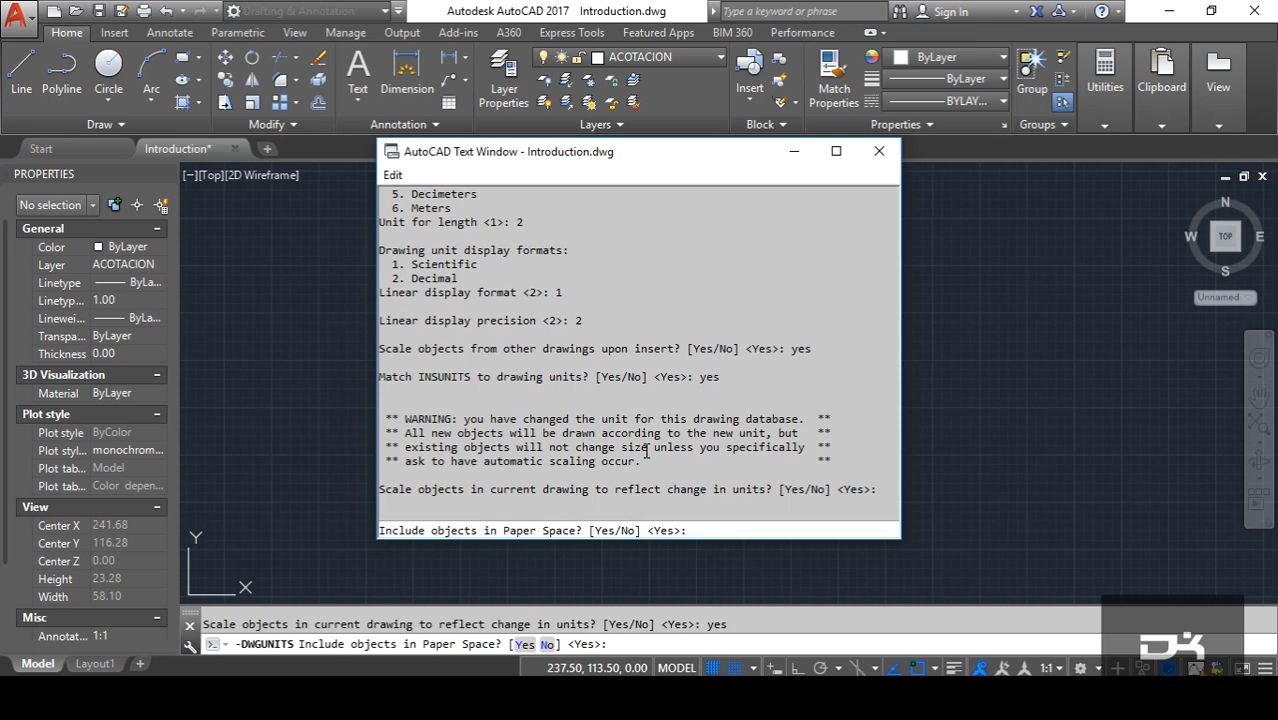 Drafting & Annotation
Autodesk AutoCAD 2017 Introduction.dwg
Type a keyword or phrase
Sign In
Home Insert Annotate Parametric View Manage Output Add-ins A360 Express Tools Featured Apps BIM 360 Performance
ACOTACION
ByLayer
ByLayer
BYLAY...
Line Polyline Circle Arc
Text Dimension
Layer Properties
Insert
Match Properties
Group
Utilities Clipboard View
Draw Modify Annotation Layers Block Properties Groups
Start Introduction*
PROPERTIES
No selection
General
Color ByLayer
Layer ACOTACION
Linetype ByLa...
Linetyp... 1.00
Linewei... ByLa...
Transpa... ByLayer
Thickness 0.00
3D Visualization
Material ByLayer
Plot style
Plot style ByColor
Plot style monochrom...
Plot table Model
Plot table Color dep...
View
Center X 241.68
Center Y 116.28
Center Z 0.00
Height 23.28
Width 58.10
Misc
Annotat... 1:1
[−][Top][2D Wireframe]
N
W TOP E
S
Unnamed
AutoCAD Text Window - Introduction.dwg
Edit
5. Decimeters
6. Meters
Unit for length <1>: 2
Drawing unit display formats:
1. Scientific
2. Decimal
Linear display format <2>: 1
Linear display precision <2>: 2
Scale objects from other drawings upon insert? [Yes/No] <Yes>: yes
Match INSUNITS to drawing units? [Yes/No] <Yes>: yes
** WARNING: you have changed the unit for this drawing database. **
** All new objects will be drawn according to the new unit, but **
** existing objects will not change size unless you specifically **
** ask to have automatic scaling occur. **
Scale objects in current drawing to reflect change in units? [Yes/No] <Yes>:
Include objects in Paper Space? [Yes/No] <Yes>:
Y
X
Scale objects in current drawing to reflect change in units? [Yes/No] <Yes>: yes
-DWGUNITS Include objects in Paper Space? [Yes No] <Yes>:
Model Layout1 +
237.50, 113.50, 0.00 MODEL
1:1